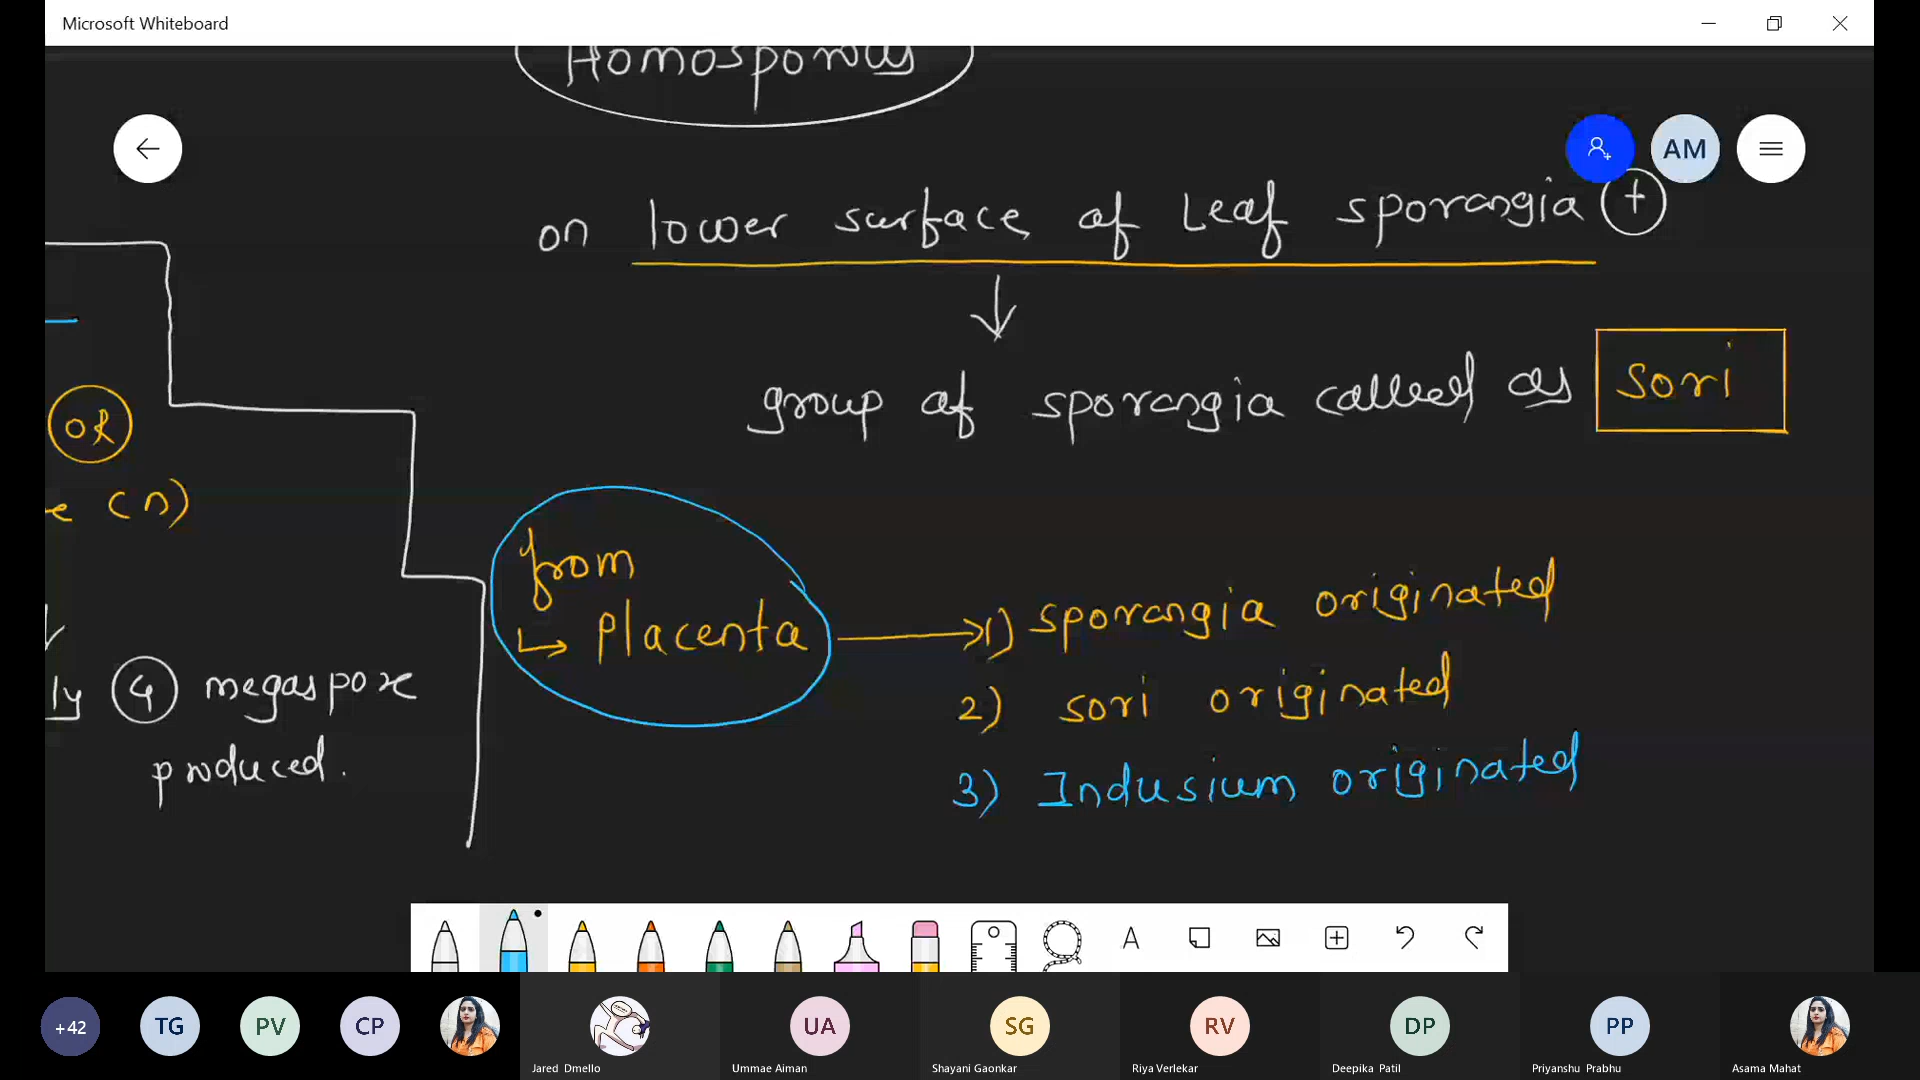 Microsoft Whiteboard
Homosporous
AM
on lower surface of Leaf sporangia +
group of sporangia called as sori
OR
e (n)
from
Placenta
1) sporangia originated
2) sori originated
3) Indusium originated
ly 4 megaspore
produced.
A
+42
TG
PV
CP
UA
SG
RV
DP
PP
Jared Dmello
Ummae Aiman
Shayani Gaonkar
Riya Verlekar
Deepika Patil
Priyanshu Prabhu
Asama Mahat